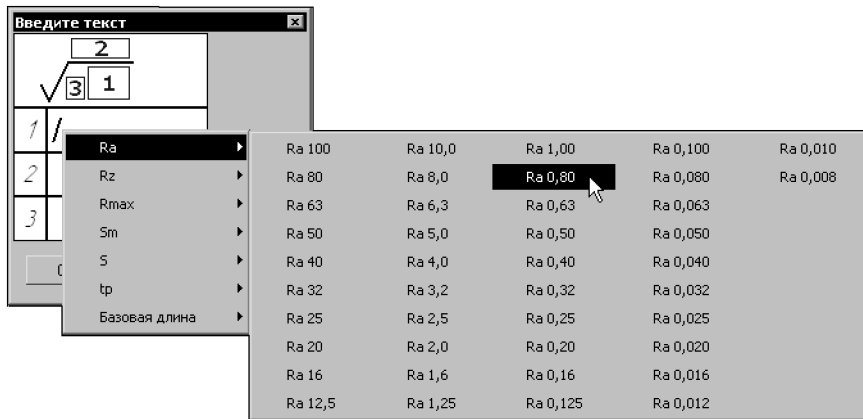 Введите текст
2
3 1
1
2
3
Ra
Rz
Rmax
Sm
S
tp
Базовая длина
Ra 100 Ra 10,0 Ra 1,00 Ra 0,100 Ra 0,010
Ra 80 Ra 8,0 Ra 0,80 Ra 0,080 Ra 0,008
Ra 63 Ra 6,3 Ra 0,63 Ra 0,063
Ra 50 Ra 5,0 Ra 0,50 Ra 0,050
Ra 40 Ra 4,0 Ra 0,40 Ra 0,040
Ra 32 Ra 3,2 Ra 0,32 Ra 0,032
Ra 25 Ra 2,5 Ra 0,25 Ra 0,025
Ra 20 Ra 2,0 Ra 0,20 Ra 0,020
Ra 16 Ra 1,6 Ra 0,16 Ra 0,016
Ra 12,5 Ra 1,25 Ra 0,125 Ra 0,012